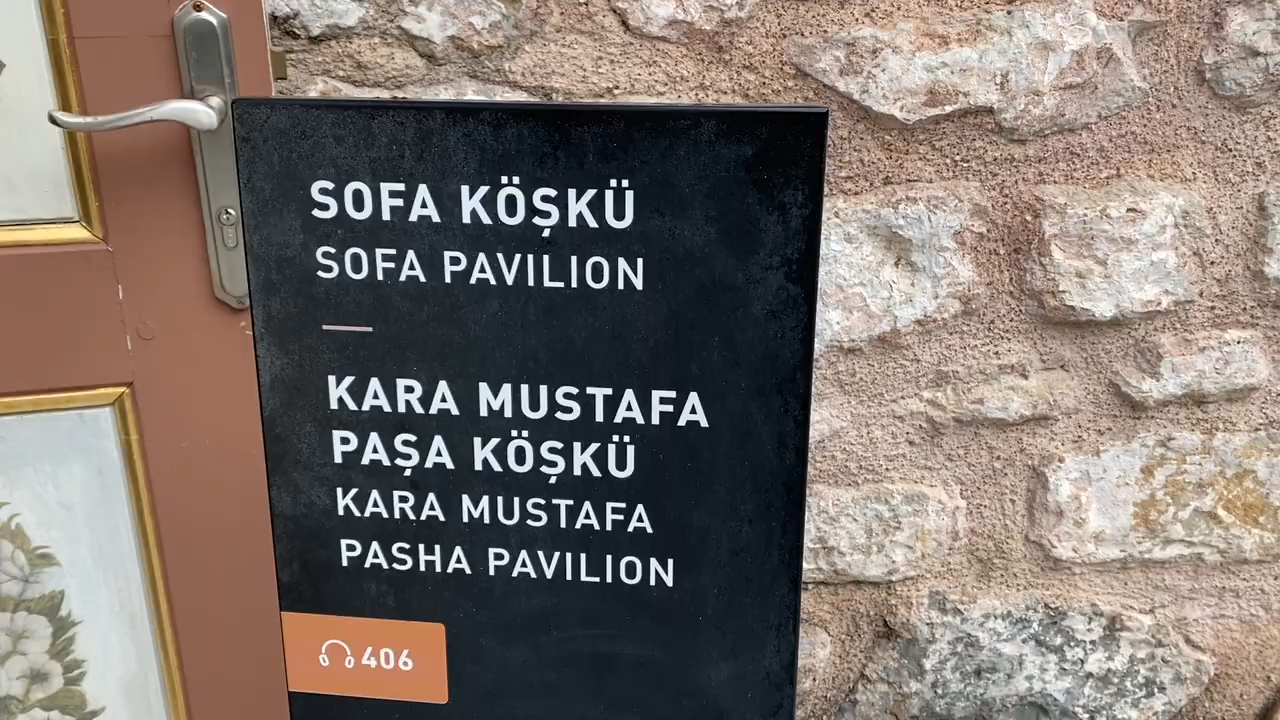 SOFA KÖŞKÜ
SOFA PAVILION
KARA MUSTAFA
PAŞA KÖŞKÜ
KARA MUSTAFA
PASHA PAVILION
406